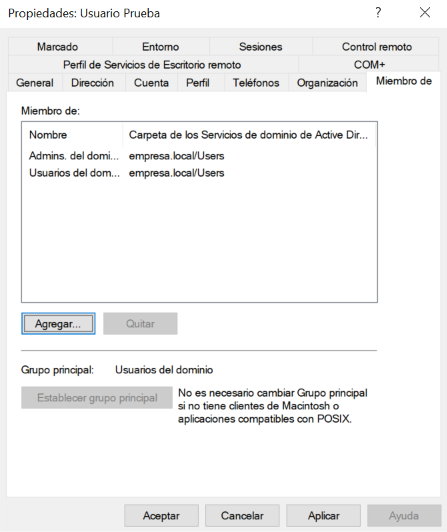 Propiedades: Usuario Prueba
Marcado Entorno Sesiones Control remoto
Perfil de Servicios de Escritorio remoto COM+
General Dirección Cuenta Perfil Teléfonos Organización Miembro de
Miembro de:
Nombre Carpeta de los Servicios de dominio de Active Dir...
Admins. del domi... empresa.local/Users
Usuarios del dom... empresa.local/Users
Agregar... Quitar
Grupo principal: Usuarios del dominio
Establecer grupo principal
No es necesario cambiar Grupo principal
si no tiene clientes de Macintosh o
aplicaciones compatibles con POSIX.
Aceptar Cancelar Aplicar Ayuda